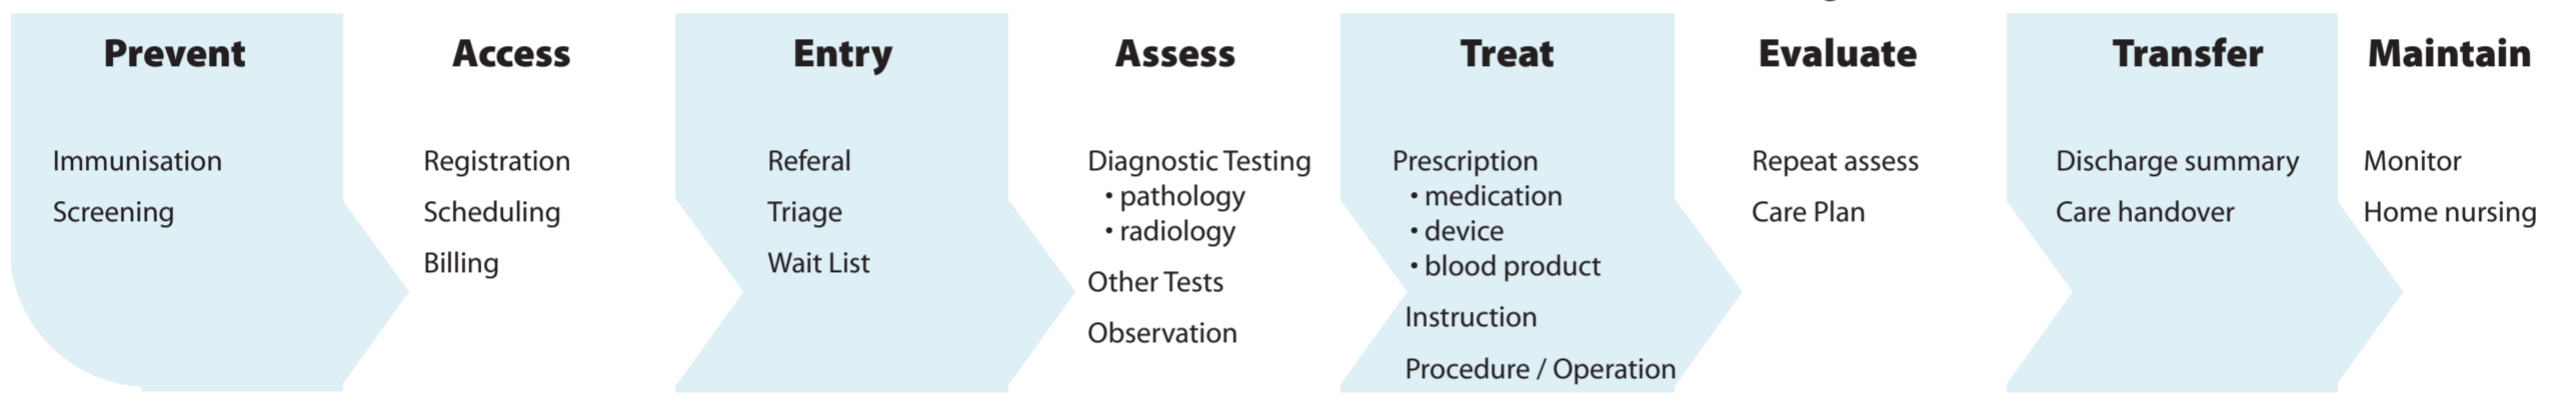 Prevent
Immunisation
Screening
Access
Registration
Scheduling
Billing
Entry
Referal
Triage
Wait List
Assess
Diagnostic Testing
• pathology
• radiology
Other Tests
Observation
Treat
Prescription
• medication
• device
• blood product
Instruction
Procedure / Operation
Evaluate
Repeat assess
Care Plan
Transfer
Discharge summary
Care handover
Maintain
Monitor
Home nursing